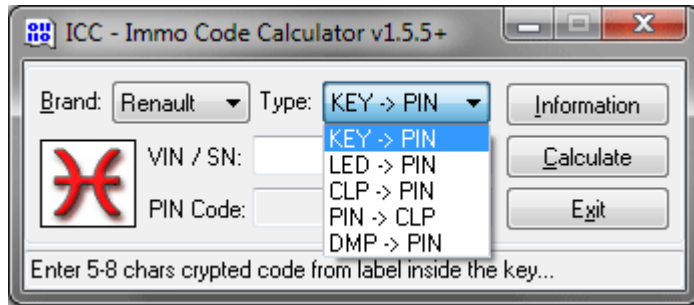 ICC - Immo Code Calculator v1.5.5+
Brand: Renault Type: KEY -> PIN Information
KEY -> PIN
VIN / SN: LED -> PIN Calculate
CLP -> PIN
PIN Code: PIN -> CLP Exit
DMP -> PIN
Enter 5-8 chars crypted code from label inside the key...